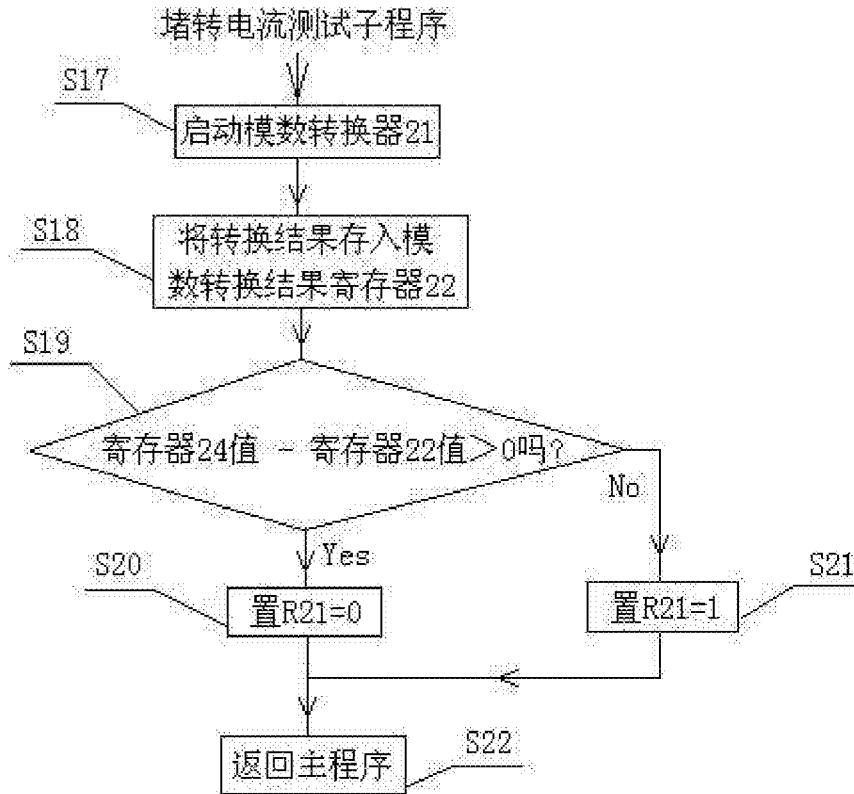 堵转电流测试子程序
S17
启动模数转换器21
S18
将转换结果存入模
数转换结果寄存器22
S19
寄存器24值 - 寄存器22值>0吗?
No
Yes
S20
置R21=0
S21
置R21=1
S22
返回主程序